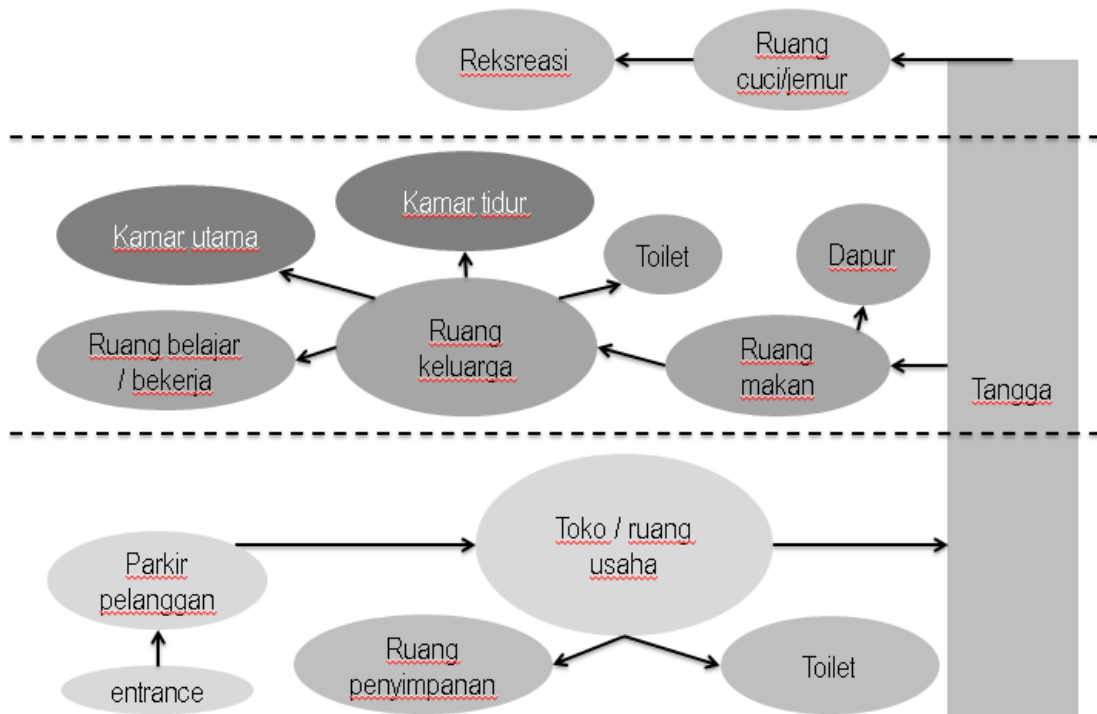 Reksreasi
Ruang
cuci/jemur
Kamar tidur
Kamar utama
Toilet
Dapur
Ruang belajar
/ bekerja
Ruang
keluarga
Ruang
makan
Tangga
Toko / ruang
usaha
Parkir
pelanggan
Ruang
penyimpanan
Toilet
entrance